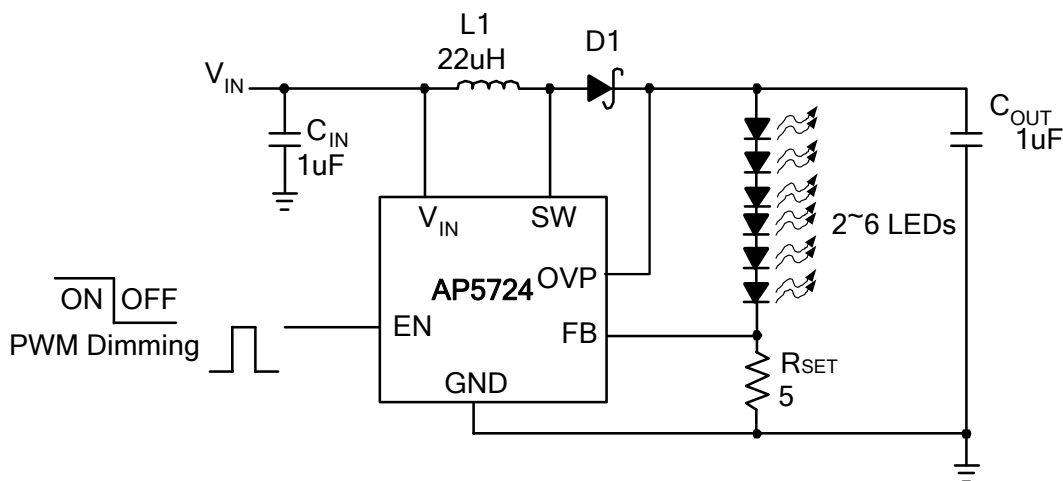 L1
22uH
D1
VIN
CIN
1uF
COUT
1uF
VIN
SW
2~6 LEDs
OVP
AP5724
ON
OFF
EN
FB
PWM Dimming
RSET
5
GND